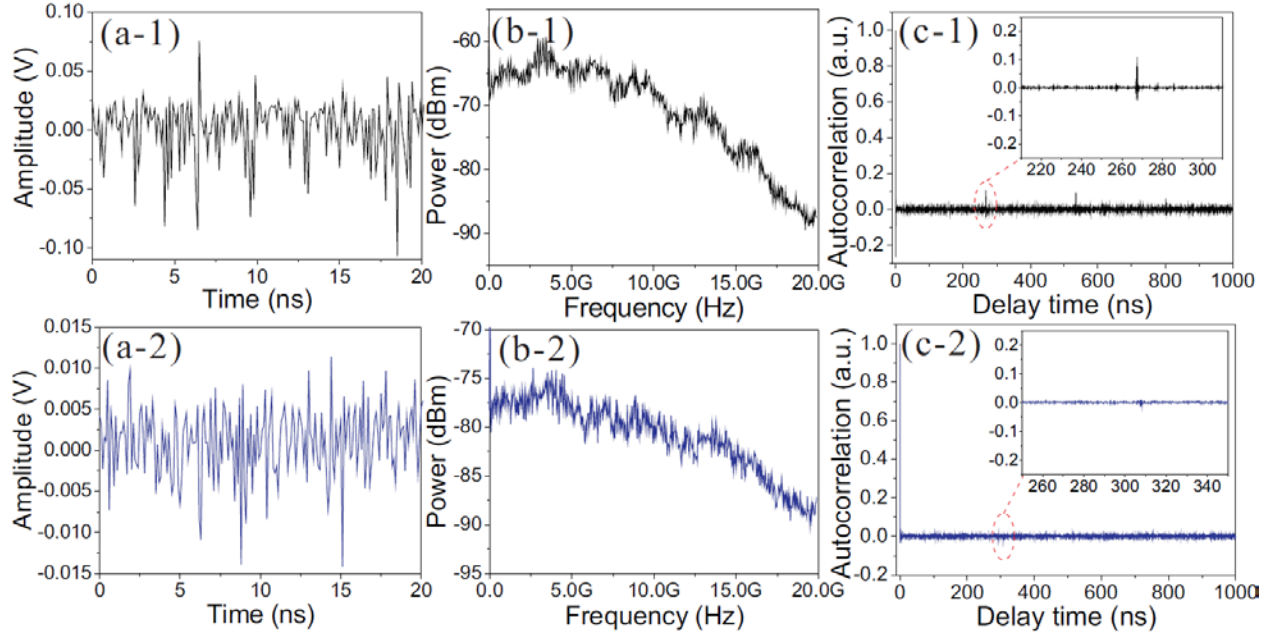 (a-1)
Amplitude (V)
0.10
0.05
0.00
-0.05
-0.10
0 5 10 15 20
Time (ns)
(b-1)
Power (dBm)
-60
-70
-80
-90
0.0 5.0G 10.0G 15.0G 20.0G
Frequency (Hz)
(c-1)
Autocorrelation (a.u.)
1.0
0.8
0.6
0.4
0.2
0.0
-0.2
0 200 400 600 800 1000
Delay time (ns)
0.2
0.1
0.0
-0.1
-0.2
220 240 260 280 300
(a-2)
Amplitude (V)
0.015
0.010
0.005
0.000
-0.005
-0.010
-0.015
0 5 10 15 20
Time (ns)
(b-2)
Power (dBm)
-70
-75
-80
-85
-90
-95
0.0 5.0G 10.0G 15.0G 20.0G
Frequency (Hz)
(c-2)
Autocorrelation (a.u.)
1.0
0.8
0.6
0.4
0.2
0.0
-0.2
0 200 400 600 800 1000
Delay time (ns)
0.2
0.1
0.0
-0.1
-0.2
260 280 300 320 340